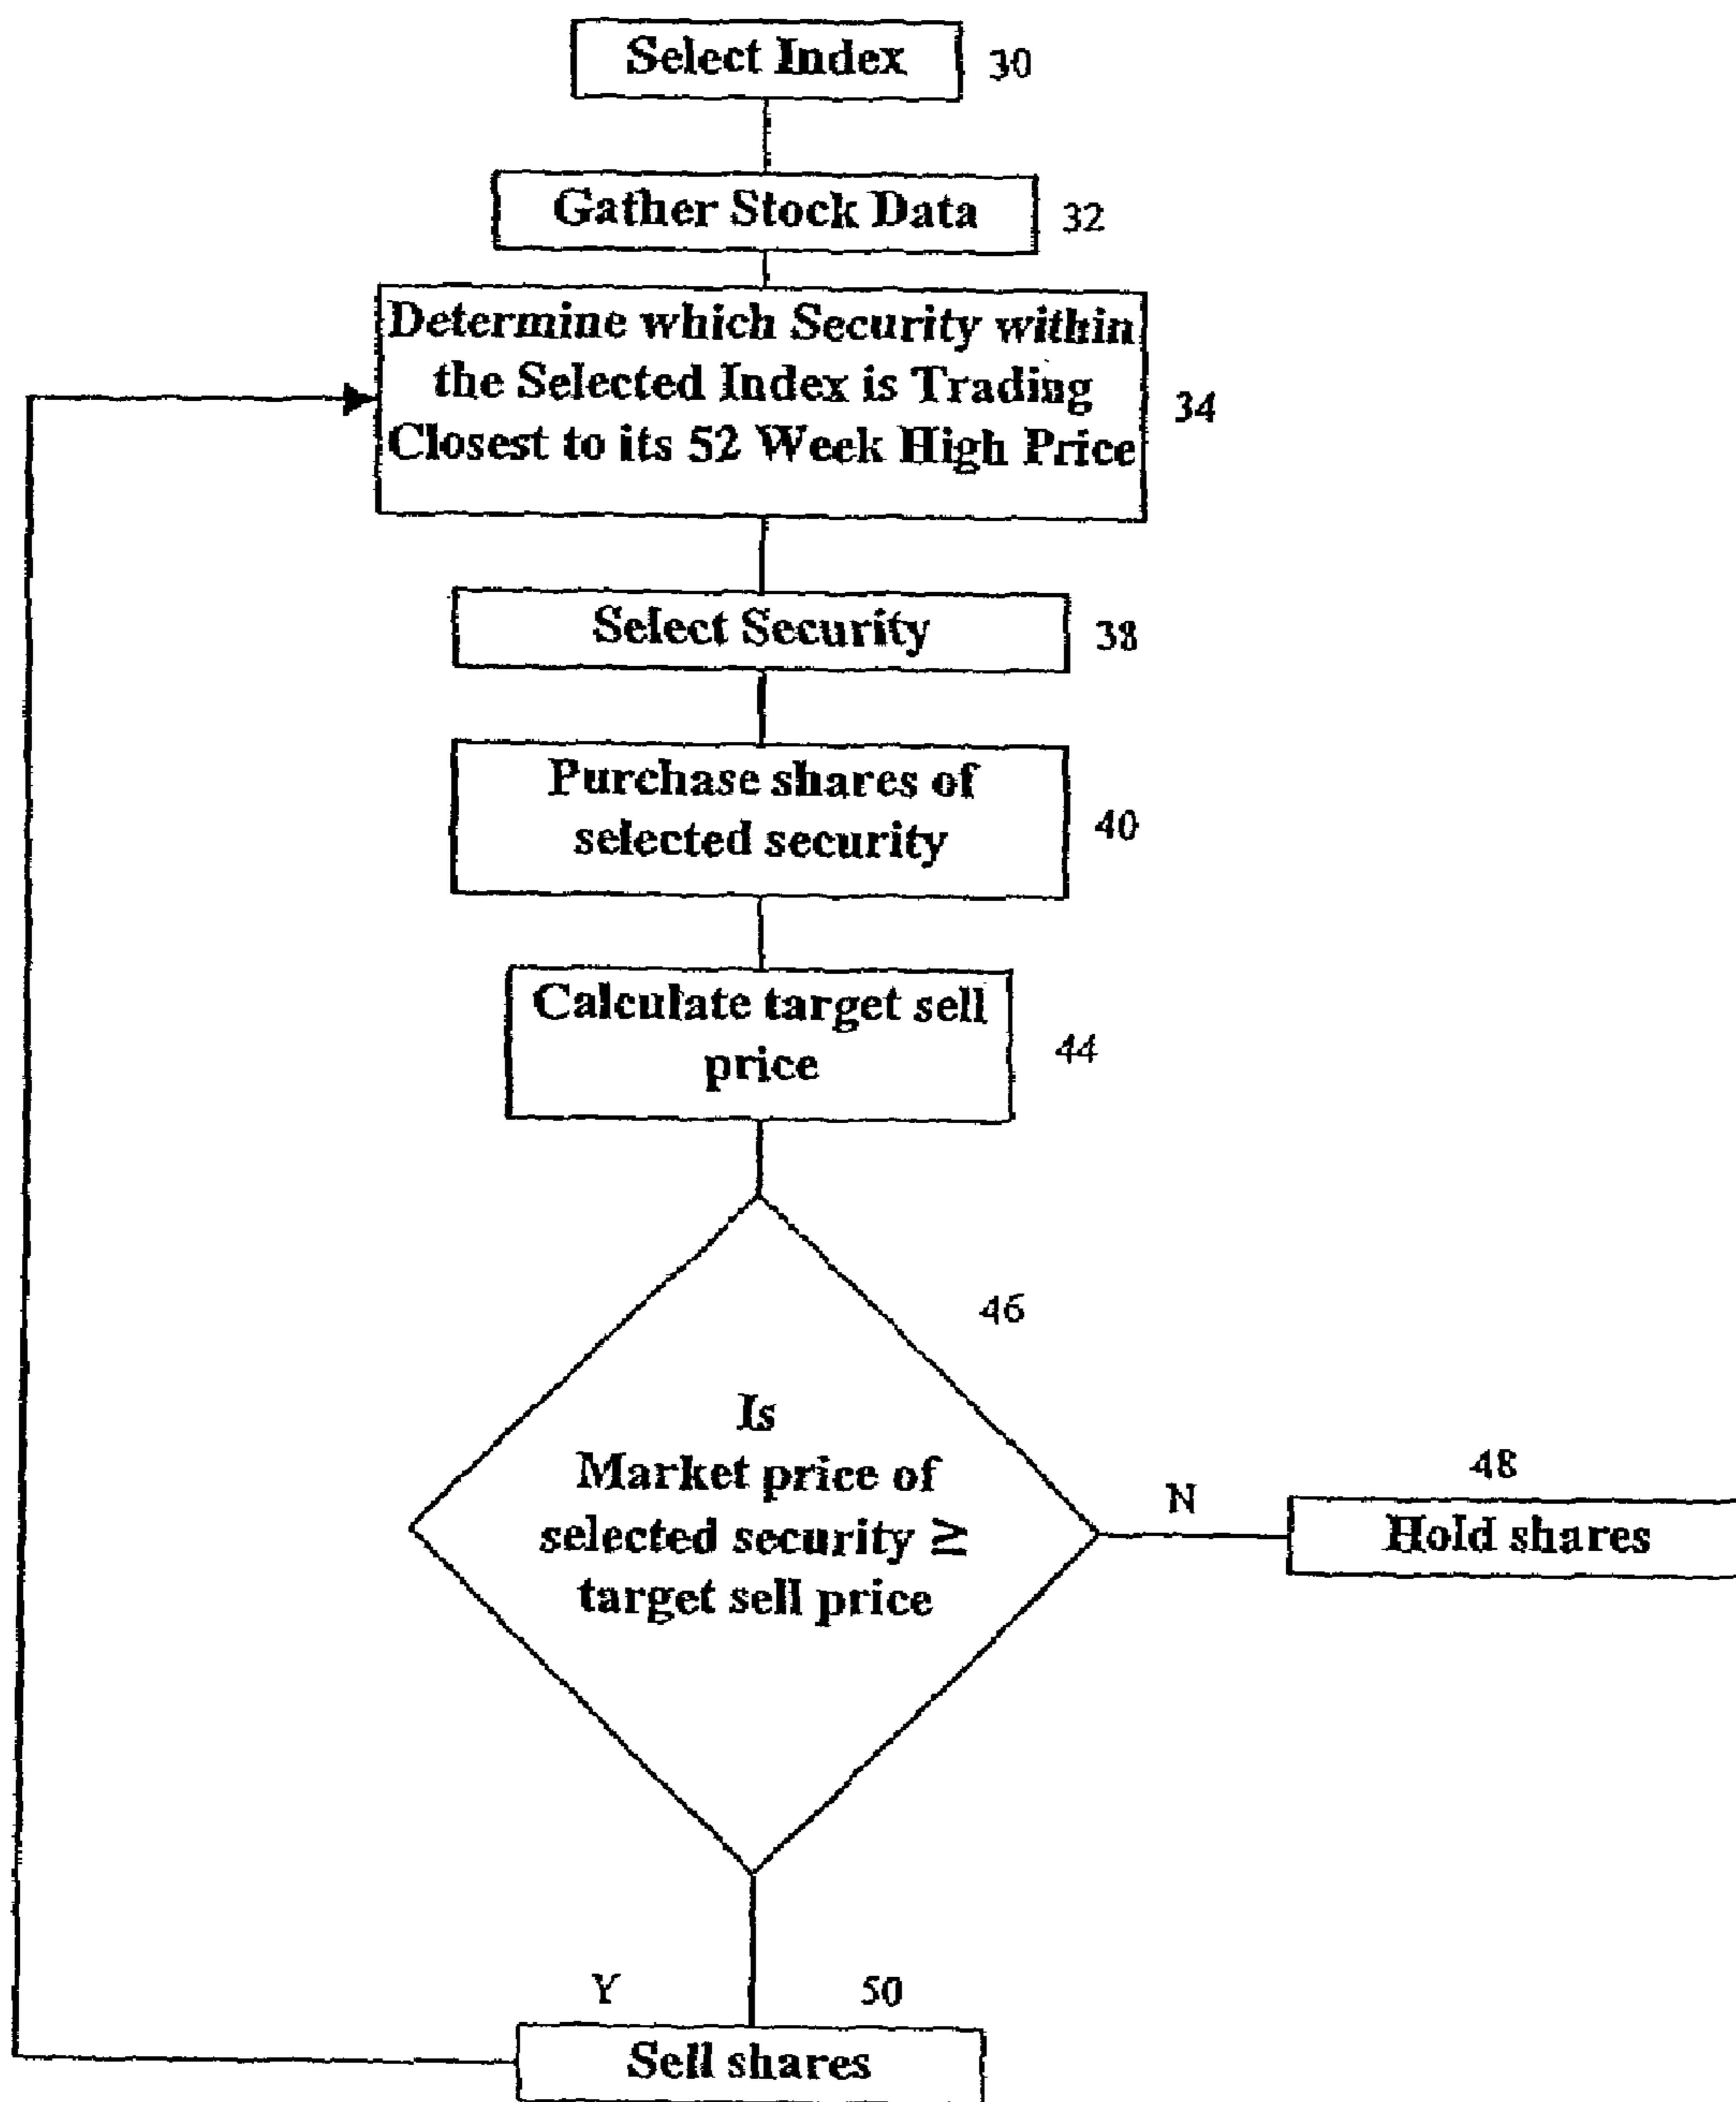 Select Index 30
Gather Stock Data 32
Determine which Security within
the Selected Index is Trading
Closest to its 52 Week High Price
34
Select Security 38
Purchase shares of
selected security
40
Calculate target sell
price
44
46
Is
Market price of
selected security ≥
target sell price
N
48
Hold shares
Y
50
Sell shares